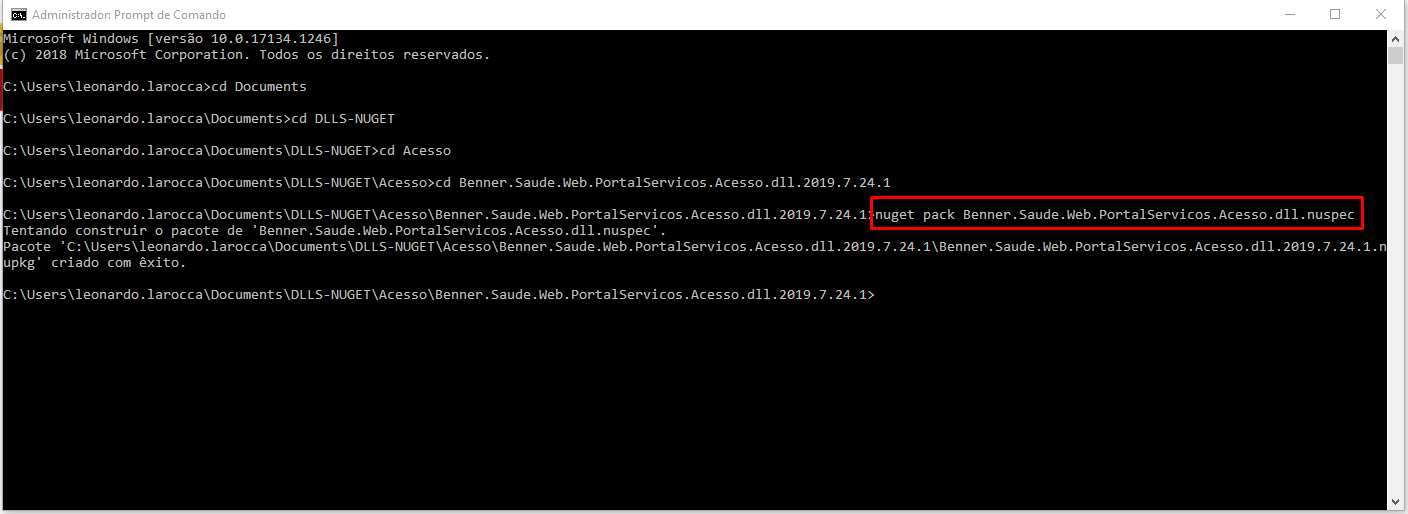 Administrador: Prompt de Comando
Microsoft Windows [versão 10.0.17134.1246]
(c) 2018 Microsoft Corporation. Todos os direitos reservados.
C:\Users\leonardo.larocca>cd Documents
C:\Users\leonardo.larocca\Documents>cd DLLS-NUGET
C:\Users\leonardo.larocca\Documents\DLLS-NUGET>cd Acesso
C:\Users\leonardo.larocca\Documents\DLLS-NUGET\Acesso>cd Benner.Saude.Web.PortalServicos.Acesso.dll.2019.7.24.1
C:\Users\leonardo.larocca\Documents\DLLS-NUGET\Acesso\Benner.Saude.Web.PortalServicos.Acesso.dll.2019.7.24.1>nuget pack Benner.Saude.Web.PortalServicos.Acesso.dll.nuspec
Tentando construir o pacote de 'Benner.Saude.Web.PortalServicos.Acesso.dll.nuspec'.
Pacote 'C:\Users\leonardo.larocca\Documents\DLLS-NUGET\Acesso\Benner.Saude.Web.PortalServicos.Acesso.dll.2019.7.24.1\Benner.Saude.Web.PortalServicos.Acesso.dll.2019.7.24.1.n
upkg' criado com êxito.
C:\Users\leonardo.larocca\Documents\DLLS-NUGET\Acesso\Benner.Saude.Web.PortalServicos.Acesso.dll.2019.7.24.1>